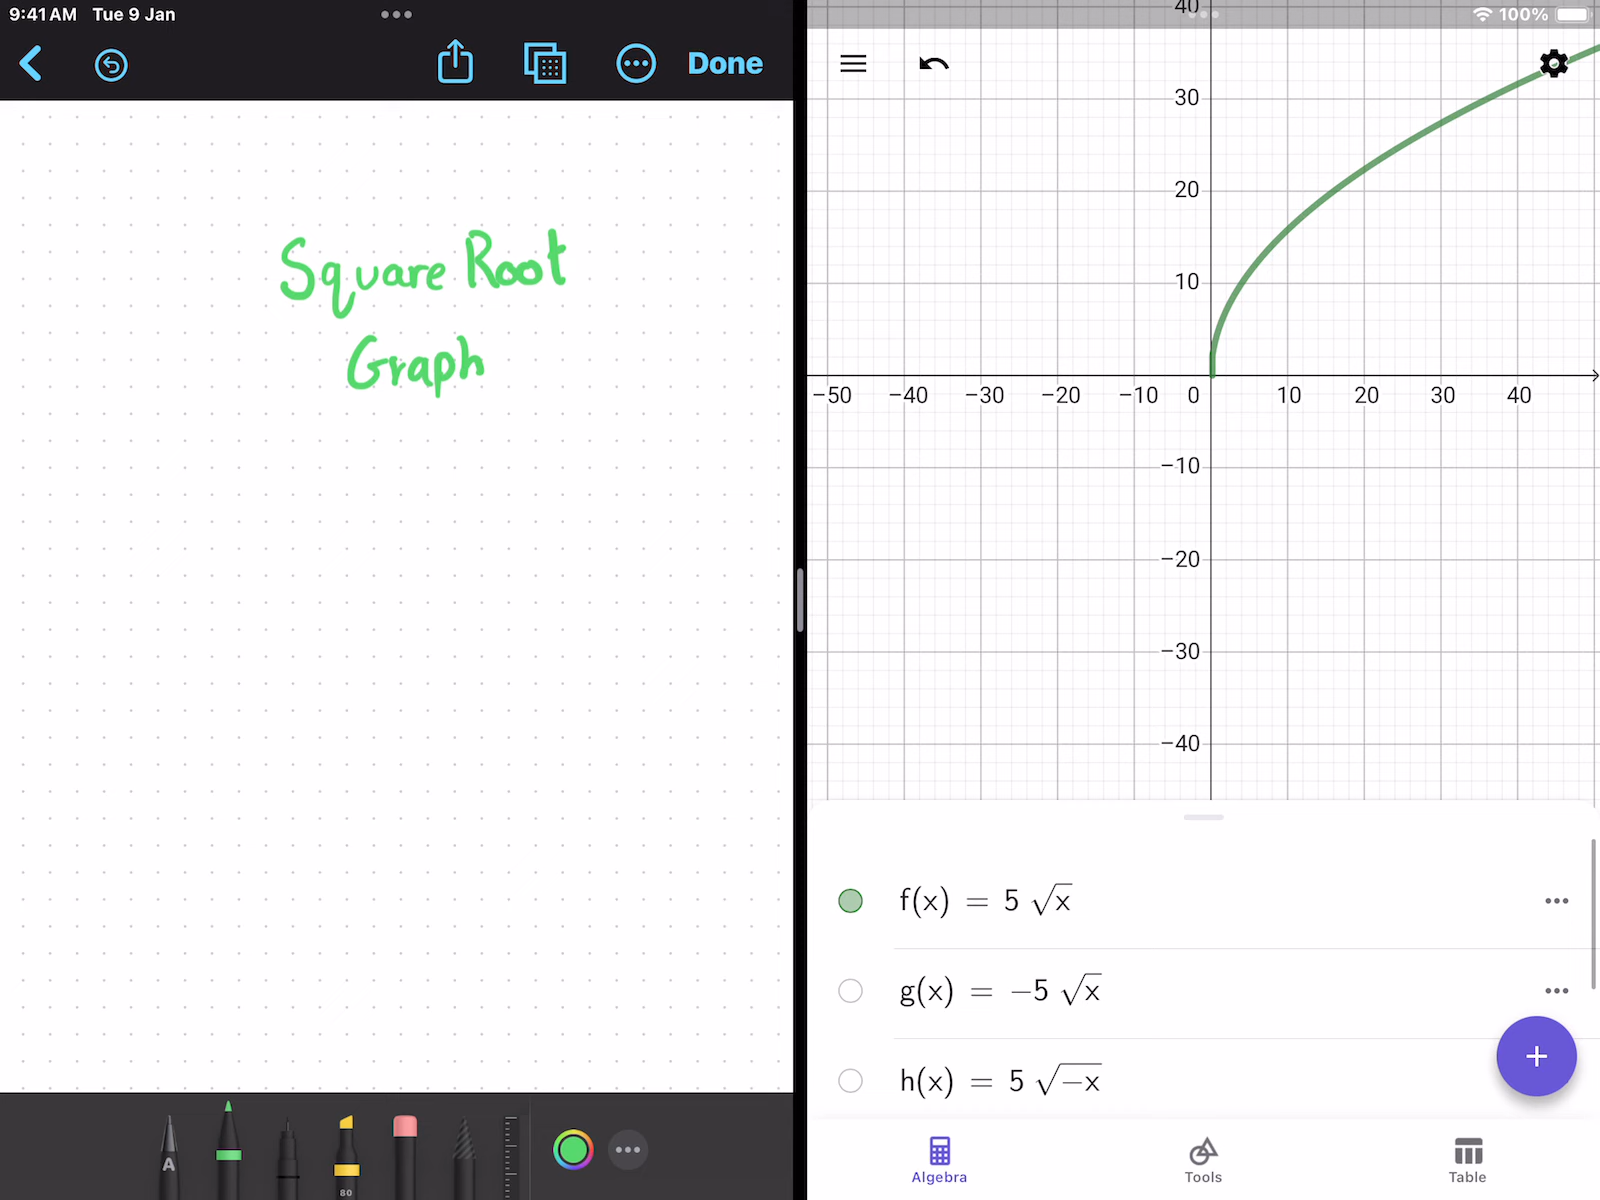 9:41 AM Tue 9 Jan
100%
Done
Square Root
Graph
A
80
40
30
20
10
−50 −40 −30 −20 −10 0 10 20 30 40
−10
−20
−30
−40
f(x) = 5 √x
g(x) = −5 √x
h(x) = 5 √−x
+
Algebra Tools Table